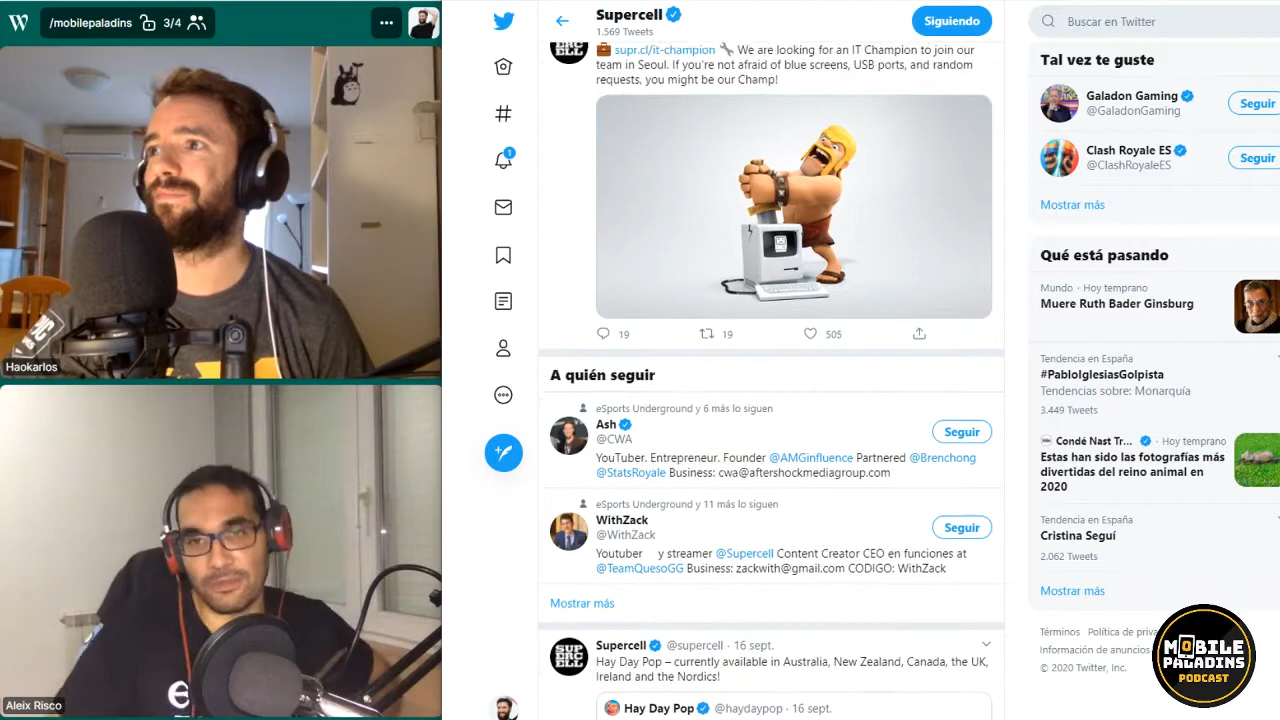 /mobilepaladins 3/4
Haokarlos
Aleix Risco
Supercell
1.569 Tweets
Siguiendo
SUP
ERC
ELL
supr.cl/it-champion We are looking for an IT Champion to join our
team in Seoul. If you're not afraid of blue screens, USB ports, and random
requests, you might be our Champ!
19 19 505
A quién seguir
eSports Underground y 6 más lo siguen
Ash
@CWA
Seguir
YouTuber. Entrepreneur. Founder @AMGinfluence Partnered @Brenchong
@StatsRoyale Business: cwa@aftershockmediagroup.com
eSports Underground y 11 más lo siguen
WithZack
@WithZack
Seguir
Youtuber y streamer @Supercell Content Creator CEO en funciones at
@TeamQuesoGG Business: zackwith@gmail.com CODIGO: WithZack
Mostrar más
SUP
ERC
ELL
Supercell @supercell · 16 sept.
Hay Day Pop – currently available in Australia, New Zealand, Canada, the UK,
Ireland and the Nordics!
Hay Day Pop @haydaypop · 16 sept.
1
Buscar en Twitter
Tal vez te guste
Galadon Gaming
@GaladonGaming
Seguir
Clash Royale ES
@ClashRoyaleES
Seguir
Mostrar más
Qué está pasando
Mundo · Hoy temprano
Muere Ruth Bader Ginsburg
Tendencia en España
#PabloIglesiasGolpista
Tendencias sobre: Monarquía
3.449 Tweets
Condé Nast Tr... · Hoy temprano
Estas han sido las fotografías más
divertidas del reino animal en
2020
Tendencia en España
Cristina Seguí
2.062 Tweets
Mostrar más
Términos Política de priva
Información de anuncios
© 2020 Twitter, Inc.
MOBILE
PALADINS
PODCAST